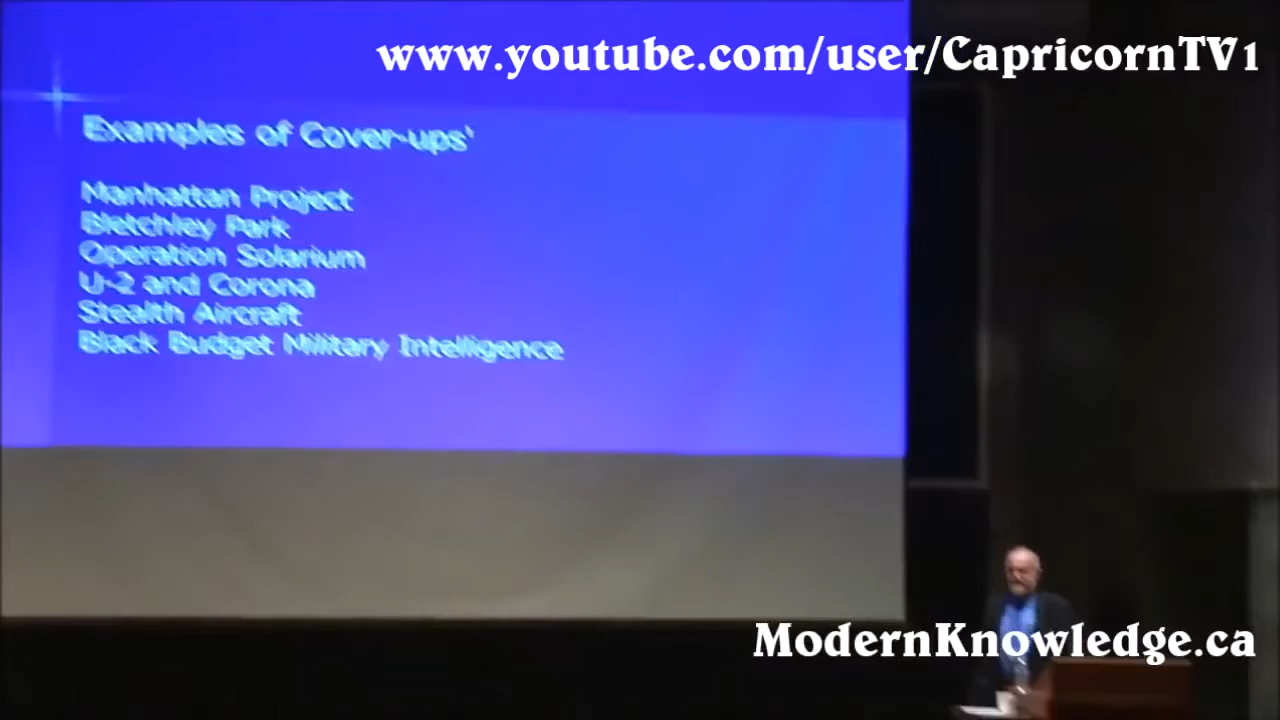 www.youtube.com/user/CapricornTV1
Examples of Cover-ups'
Manhattan Project
Bletchley Park
Operation Solarium
U-2 and Corona
Stealth Aircraft
Black Budget Military Intelligence
ModernKnowledge.ca